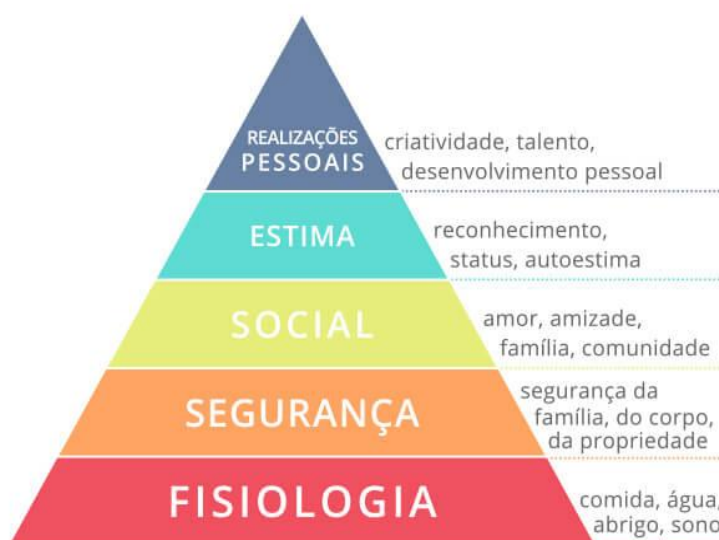 REALIZAÇÕES
PESSOAIS
criatividade, talento,
desenvolvimento pessoal
ESTIMA
reconhecimento,
status, autoestima
SOCIAL
amor, amizade,
família, comunidade
SEGURANÇA
segurança da
família, do corpo,
da propriedade
FISIOLOGIA
comida, água,
abrigo, sono